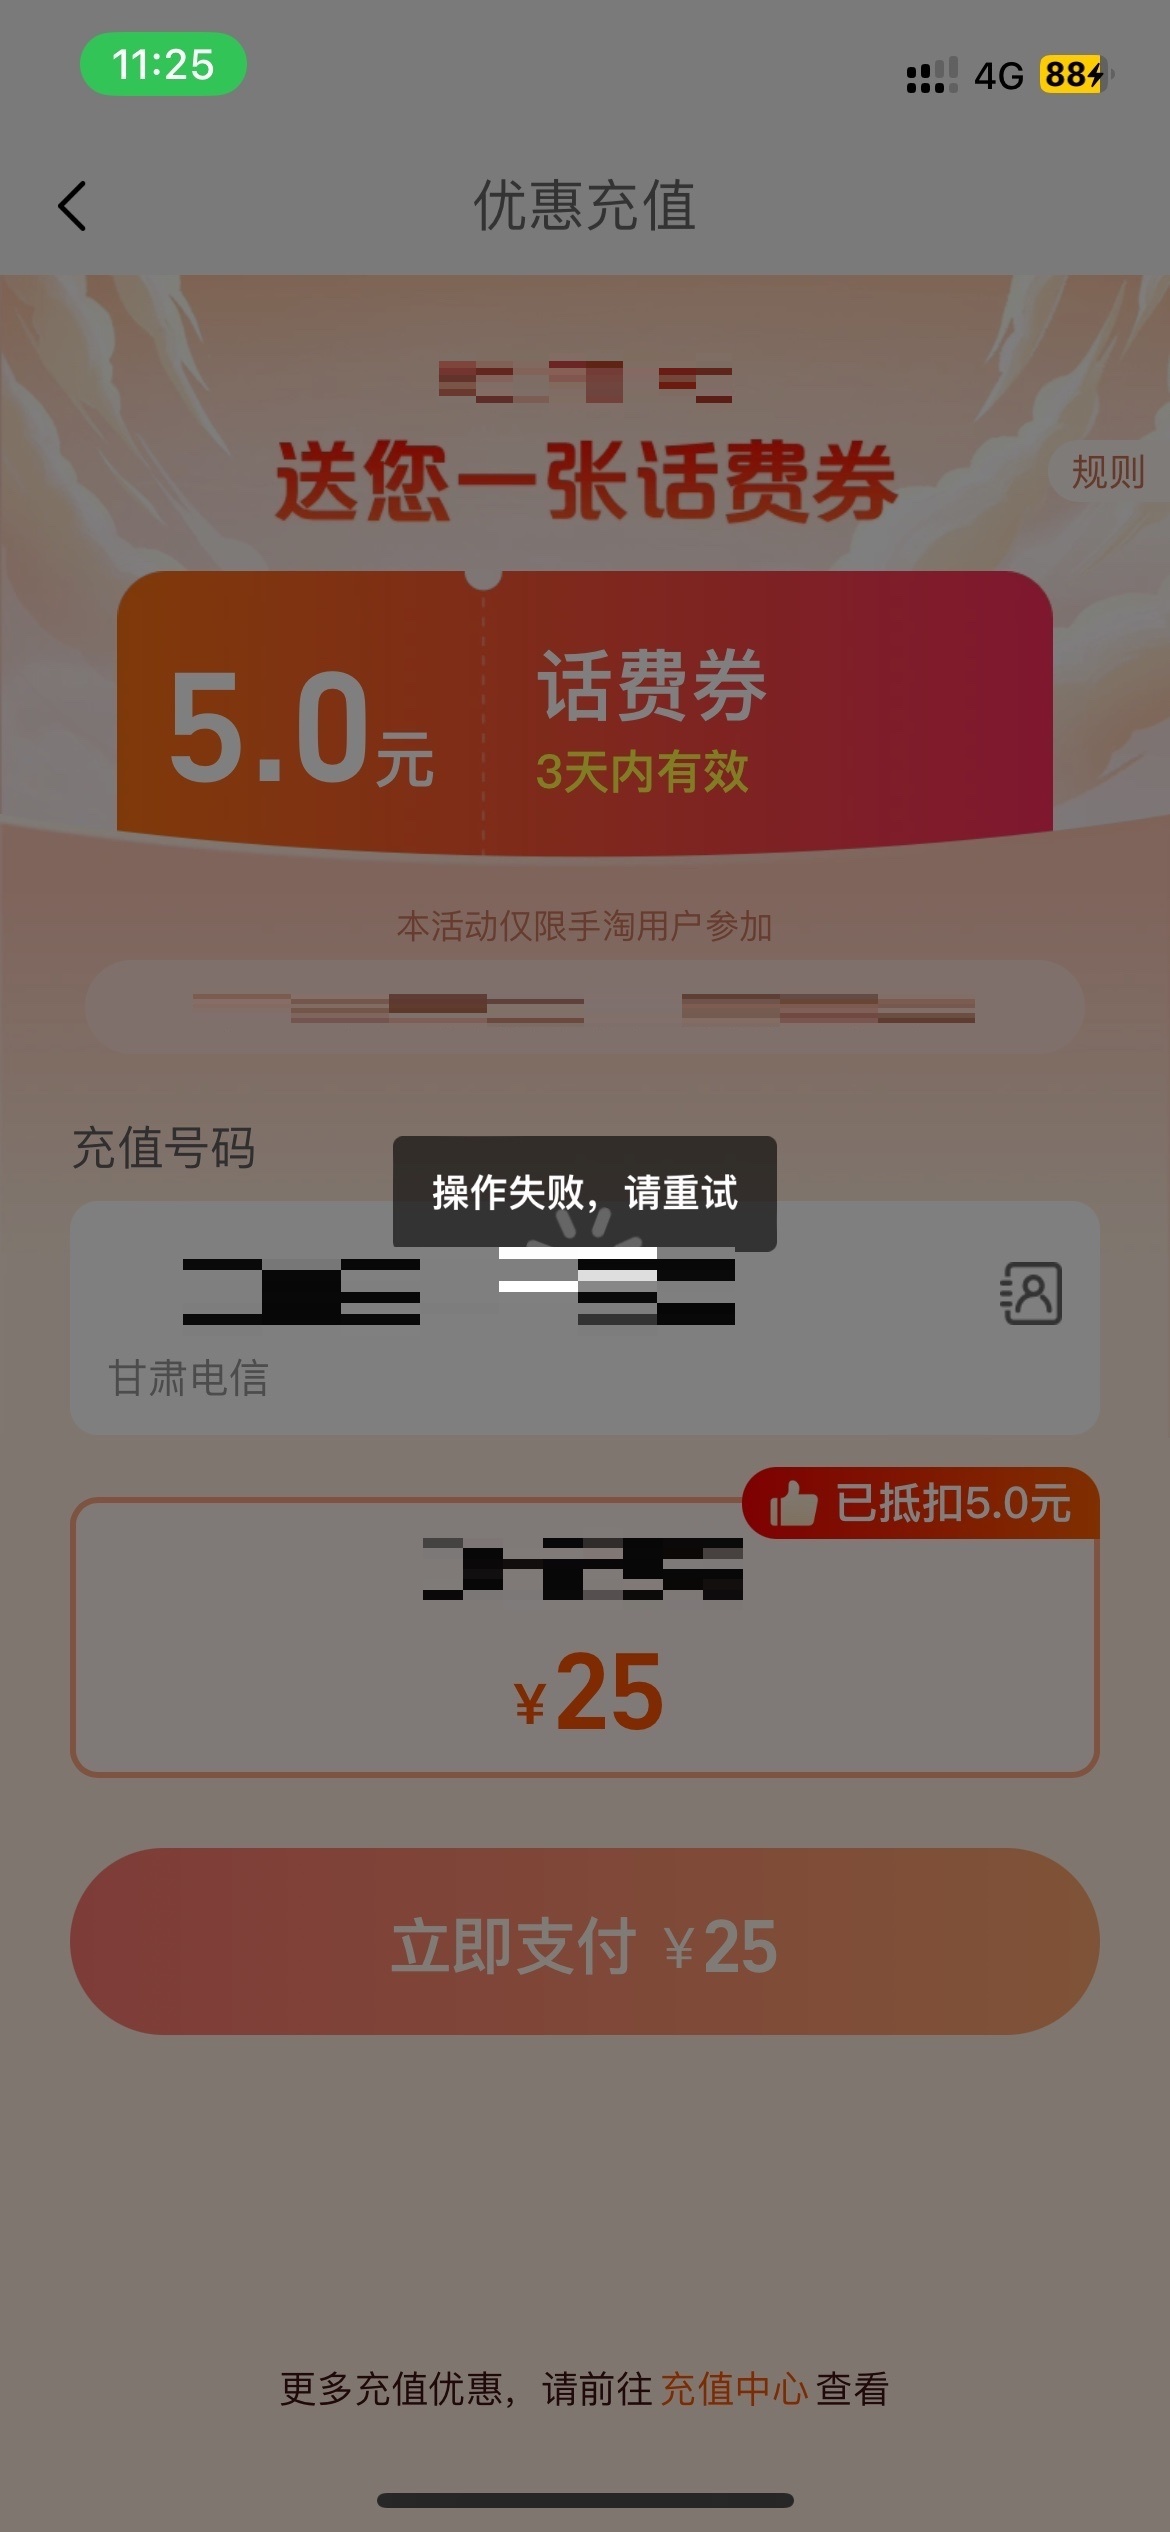 11:25
4G
88
优惠充值
送您一张话费券
规则
5.0元
话费券
3天内有效
本活动仅限手淘用户参加
充值号码
操作失败，请重试
甘肃电信
已抵扣5.0元
¥25
立即支付 ¥25
更多充值优惠，请前往 充值中心 查看